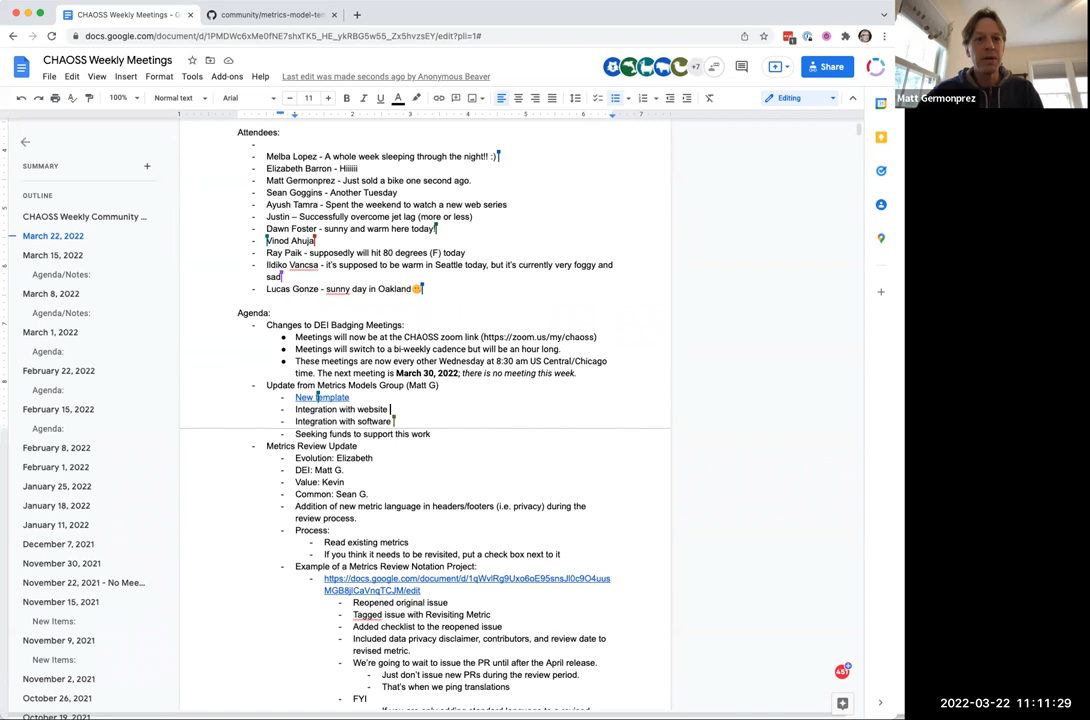 CHAOSS Weekly Meetings - G
community/metrics-model-tem
docs.google.com/document/d/1PMDWc6xMe0fNE7shxTK5_HE_ykRBG5w55_Zx5hvzsEY/edit?pli=1#
CHAOSS Weekly Meetings
File Edit View Insert Format Tools Add-ons Help Last edit was made seconds ago by Anonymous Beaver
+7
Share
Matt Germonprez
100% Normal text Arial 11 Editing
Attendees:
-
- Melba Lopez - A whole week sleeping through the night!! :)
- Elizabeth Barron - Hiiiiii
- Matt Germonprez - Just sold a bike one second ago.
- Sean Goggins - Another Tuesday
- Ayush Tamra - Spent the weekend to watch a new web series
- Justin – Successfully overcome jet lag (more or less)
- Dawn Foster - sunny and warm here today!
- Vinod Ahuja
- Ray Paik - supposedly will hit 80 degrees (F) today
- Ildiko Vancsa - it's supposed to be warm in Seattle today, but it's currently very foggy and
sad
- Lucas Gonze - sunny day in Oakland🌞
Agenda:
- Changes to DEI Badging Meetings:
● Meetings will now be at the CHAOSS zoom link (https://zoom.us/my/chaoss)
● Meetings will switch to a bi-weekly cadence but will be an hour long.
● These meetings are now every other Wednesday at 8:30 am US Central/Chicago
time. The next meeting is March 30, 2022; there is no meeting this week.
- Update from Metrics Models Group (Matt G)
- New template
- Integration with website
- Integration with software
- Seeking funds to support this work
- Metrics Review Update
- Evolution: Elizabeth
- DEI: Matt G.
- Value: Kevin
- Common: Sean G.
- Addition of new metric language in headers/footers (i.e. privacy) during the
review process.
- Process:
- Read existing metrics
- If you think it needs to be revisited, put a check box next to it
- Example of a Metrics Review Notation Project:
- https://docs.google.com/document/d/1qWvlRg9Uxo6oE95snsJl0c9O4uus
MGB8jlCaVnqTCJM/edit
- Reopened original issue
- Tagged issue with Revisiting Metric
- Added checklist to the reopened issue
- Included data privacy disclaimer, contributors, and review date to
revised metric.
- We're going to wait to issue the PR until after the April release.
- Just don't issue new PRs during the review period.
- That's when we ping translations
- FYI
SUMMARY
OUTLINE
CHAOSS Weekly Community ...
March 22, 2022
March 15, 2022
Agenda/Notes:
March 8, 2022
Agenda/Notes:
March 1, 2022
Agenda:
February 22, 2022
Agenda:
February 15, 2022
Agenda:
February 8, 2022
February 1, 2022
January 25, 2022
January 18, 2022
January 11, 2022
December 7, 2021
November 30, 2021
November 22, 2021 - No Mee...
November 15, 2021
New Items:
November 9, 2021
New Items:
November 2, 2021
October 26, 2021
October 19, 2021
2022-03-22 11:11:29